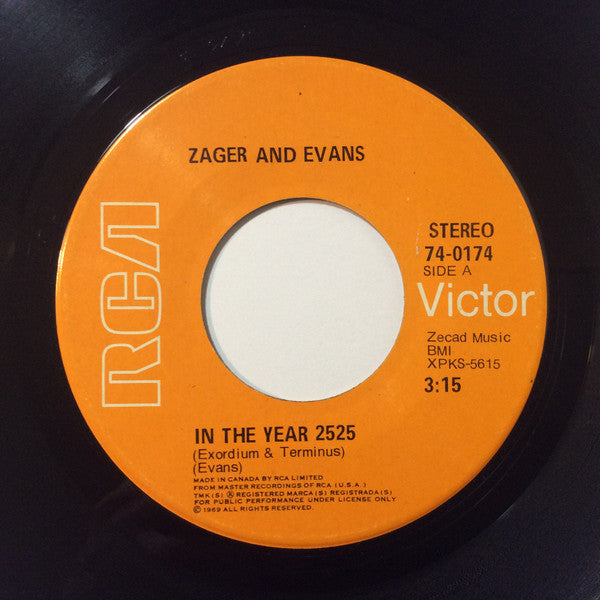 ZAGER AND EVANS
RCA
STEREO
74-0174
SIDE A
Victor
Zecad Music
BMI
XPKS-5615
3:15
IN THE YEAR 2525
(Exordium & Terminus)
(Evans)
MADE IN CANADA BY RCA LIMITED
FROM MASTER RECORDINGS OF RCA (U.S.A.)
TMK(S) ® REGISTERED MARCA(S) REGISTRADA(S)
FOR PUBLIC PERFORMANCE UNDER LICENSE ONLY
© 1969 ALL RIGHTS RESERVED.